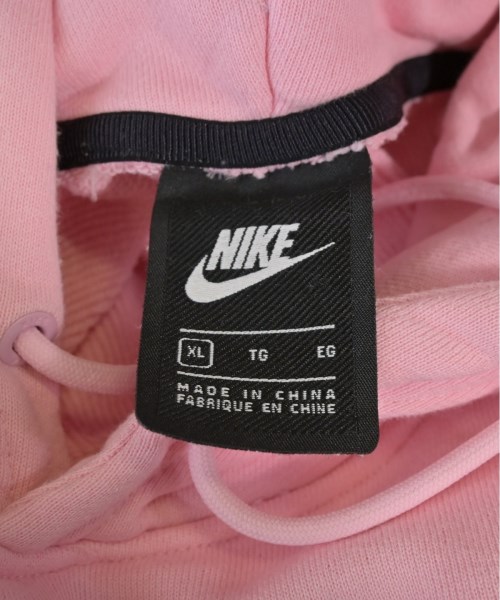 NIKE
XL TG EG
MADE IN CHINA
FABRIQUE EN CHINE